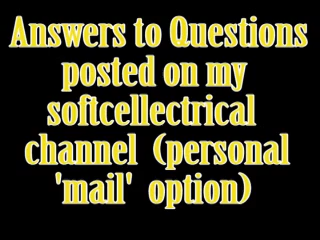 Answers to Questions
posted on my
softcellectrical
channel (personal
'mail' option)